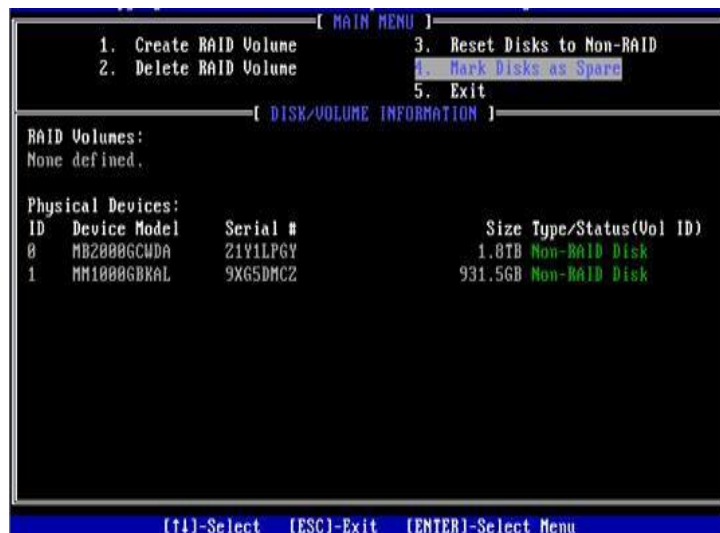 [ MAIN MENU ]
1. Create RAID Volume 3. Reset Disks to Non-RAID
2. Delete RAID Volume 4. Mark Disks as Spare
5. Exit
[ DISK/VOLUME INFORMATION ]
RAID Volumes:
None defined.
Physical Devices:
ID Device Model Serial # Size Type/Status(Vol ID)
0 MB2000GCWDA Z1Y1LPGY 1.8TB Non-RAID Disk
1 MM1000GBKAL 9XG5DMCZ 931.5GB Non-RAID Disk
[↑↓]-Select [ESC]-Exit [ENTER]-Select Menu